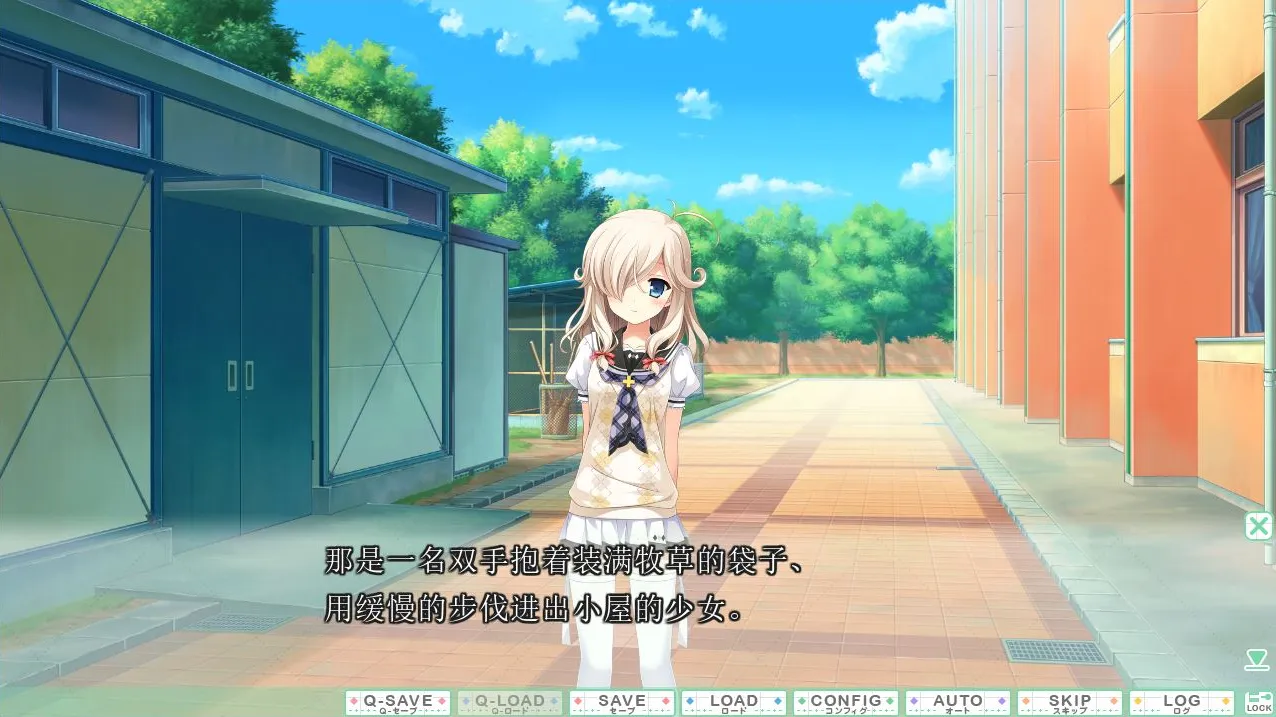 那是一名双手抱着装满牧草的袋子、
用缓慢的步伐进出小屋的少女。
Q-SAVE Q-LOAD SAVE LOAD CONFIG AUTO SKIP LOG LOCK
Q-セーブ Q-ロード セーブ ロード コンフィグ オート スキップ ログ